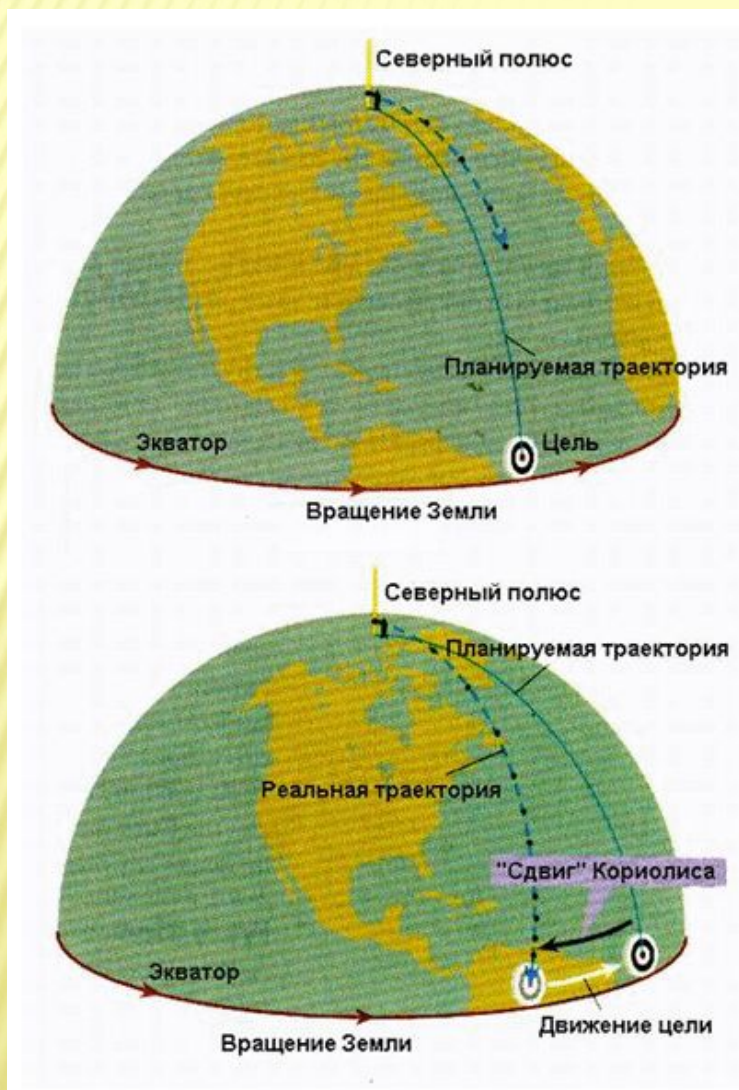 Северный полюс
Планируемая траектория
Экватор
Цель
Вращение Земли
Северный полюс
Планируемая траектория
Реальная траектория
"Сдвиг" Кориолиса
Экватор
Движение цели
Вращение Земли